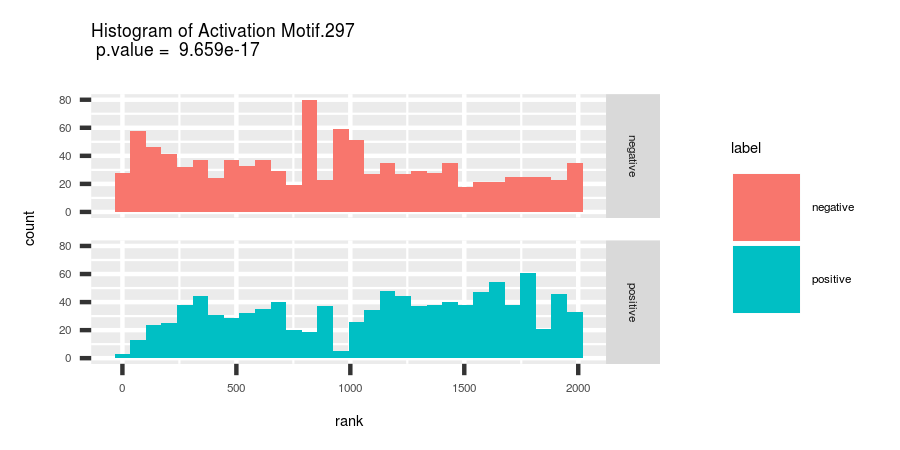 Histogram of Activation Motif.297
p.value =  9.659e-17
count
80
60
40
20
0
negative
80
60
40
20
0
positive
0
500
1000
1500
2000
rank
label
negative
positive